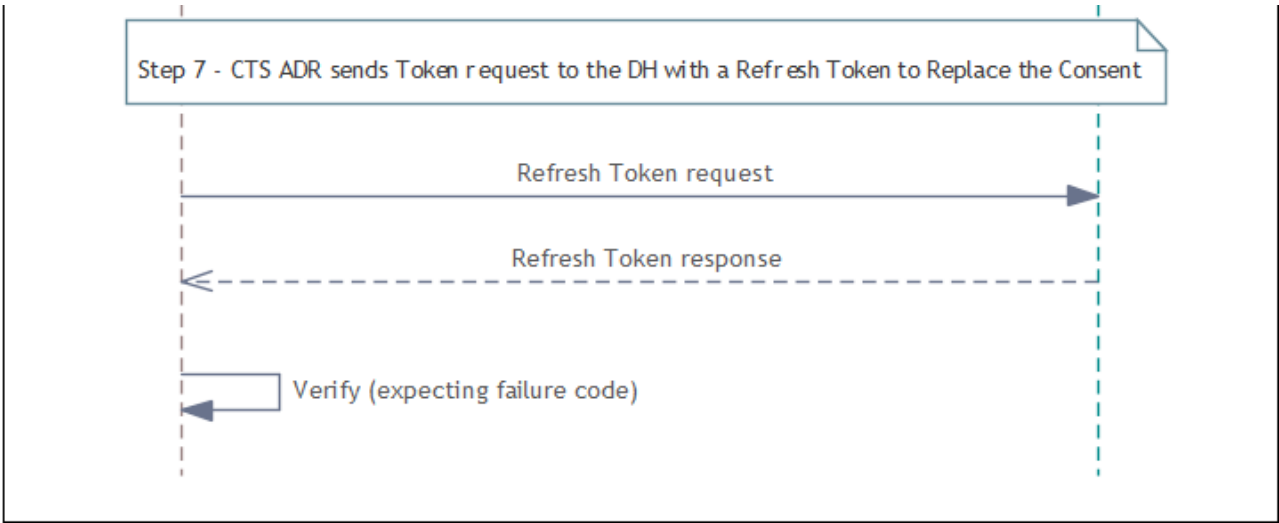 Step 7 - CTS ADR sends Token request to the DH with a Refresh Token to Replace the Consent
Refresh Token request
Refresh Token response
Verify (expecting failure code)